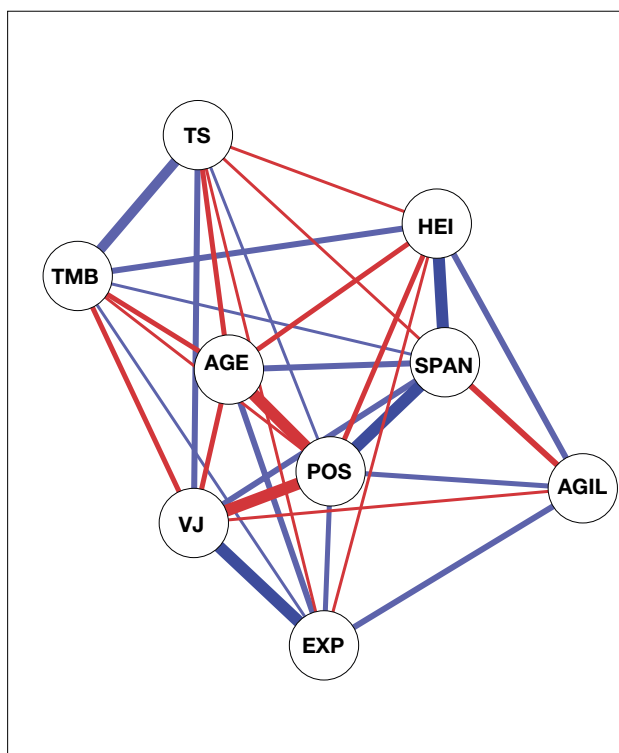 TS
HEI
TMB
AGE
SPAN
POS
AGIL
VJ
EXP